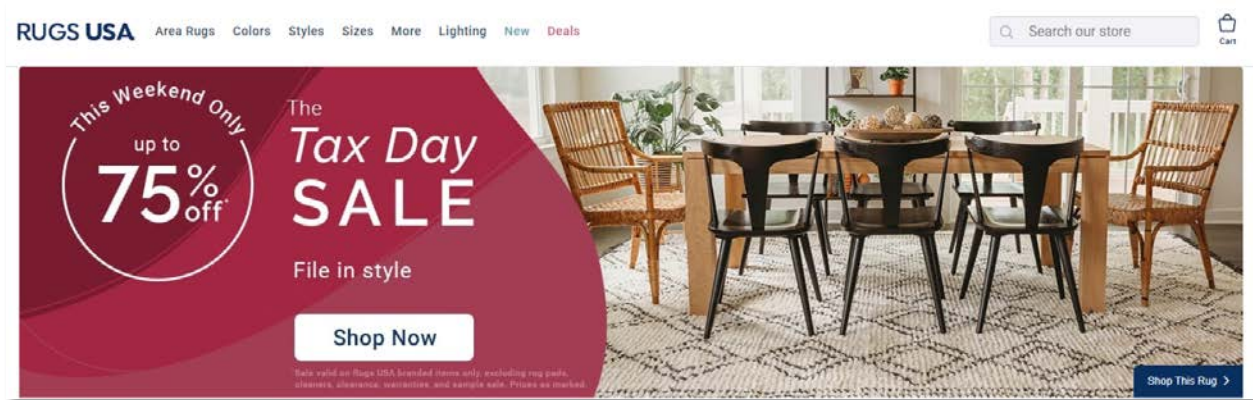 RUGS USA Area Rugs Colors Styles Sizes More Lighting New Deals Search our store
Cart
This Weekend Only
up to
75% off*
The
Tax Day
SALE
File in style
Shop Now
Sale valid on Rugs USA branded items only, excluding rug pads,
cleaners, clearance, warranties, and sample sale. Prices as marked.
Shop This Rug >